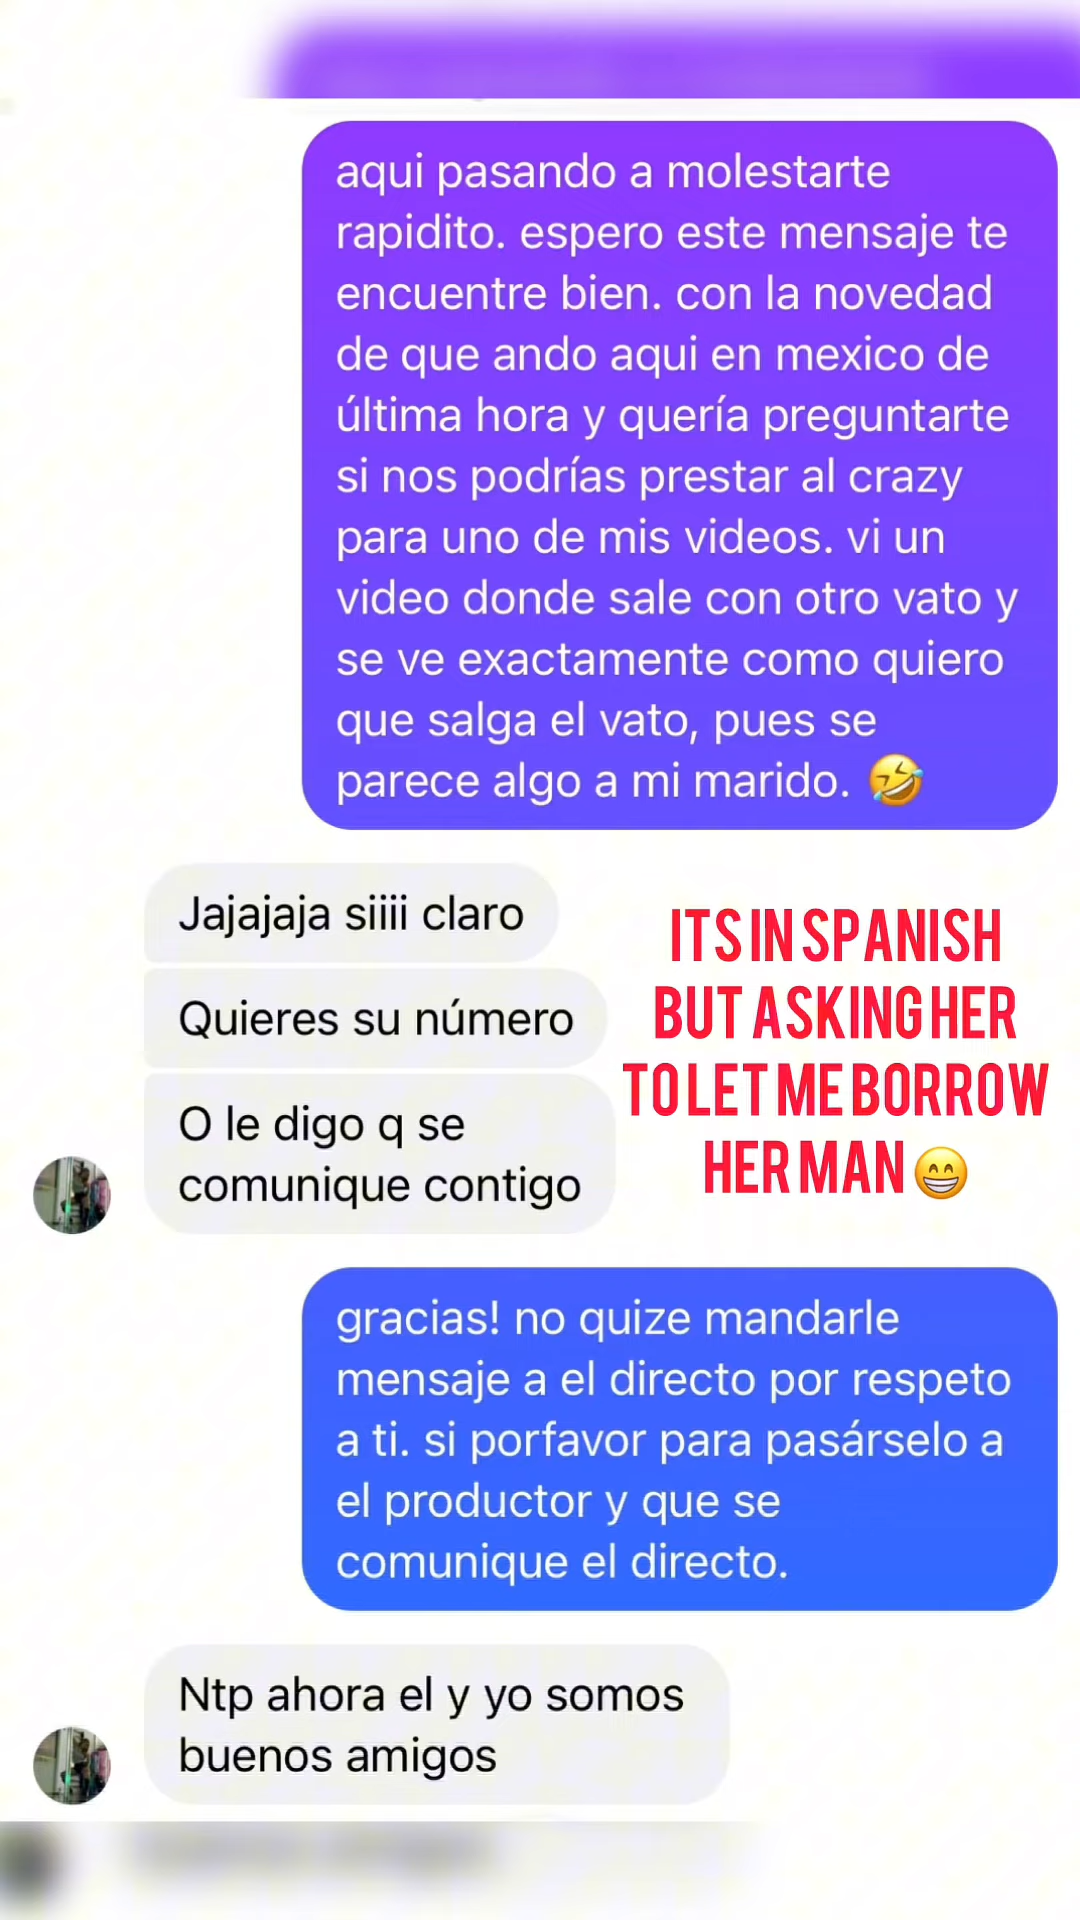 aqui pasando a molestarte
rapidito. espero este mensaje te
encuentre bien. con la novedad
de que ando aqui en mexico de
última hora y quería preguntarte
si nos podrías prestar al crazy
para uno de mis videos. vi un
video donde sale con otro vato y
se ve exactamente como quiero
que salga el vato, pues se
parece algo a mi marido. 🤣
Jajajaja siiii claro
Quieres su número
O le digo q se
comunique contigo
ITS IN SPANISH
BUT ASKING HER
TO LET ME BORROW
HER MAN 😁
gracias! no quize mandarle
mensaje a el directo por respeto
a ti. si porfavor para pasárselo a
el productor y que se
comunique el directo.
Ntp ahora el y yo somos
buenos amigos